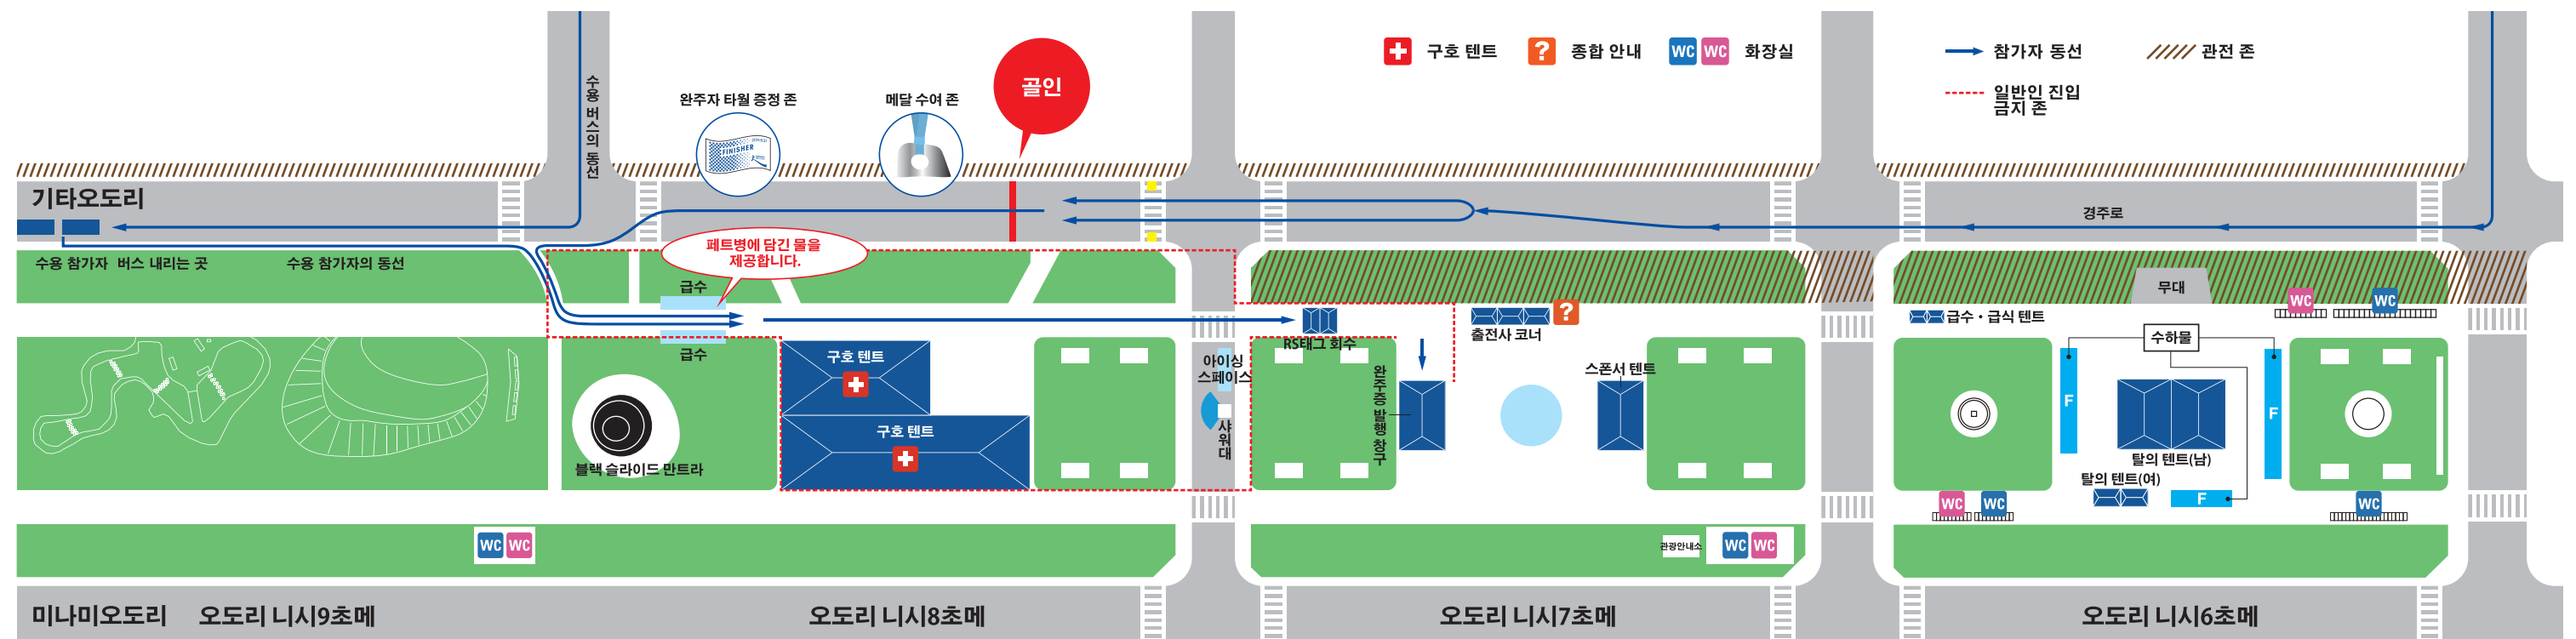 구호 텐트
종합 안내
WC WC 화장실
참가자 동선
관전 존
일반인 진입
금지 존
수용 버스의 동선
완주자 타월 증정 존
FINISHER
메달 수여 존
골인
기타오도리
경주로
수용 참가자 버스 내리는 곳
수용 참가자의 동선
페트병에 담긴 물을
제공합니다.
급수
급수
블랙 슬라이드 만트라
구호 텐트
구호 텐트
아이싱
스페이스
샤워대
RS태그 회수
출전사 코너
완주증 발행 창구
스폰서 텐트
무대
WC
WC
급수・급식 텐트
수하물
F
F
탈의 텐트(남)
탈의 텐트(여)
F
WC WC
WC
WC WC
관광안내소
WC WC
미나미오도리
오도리 니시9초메
오도리 니시8초메
오도리 니시7초메
오도리 니시6초메